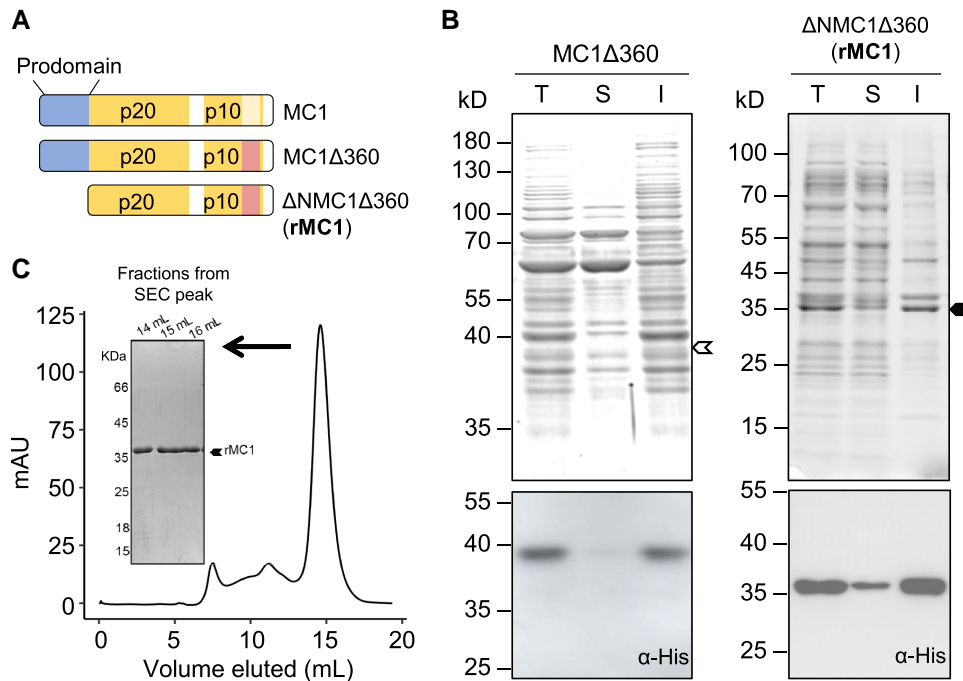 A
Prodomain
p20 p10 MC1
p20 p10 MC1Δ360
p20 p10 ΔNMC1Δ360
(rMC1)
B
MC1Δ360
kD T S I
180
130
100
70
55
40
35
55
40
35
25
α-His
ΔNMC1Δ360
(rMC1)
kD T S I
100
70
55
45
35
25
15
55
40
35
25
α-His
C
Fractions from
SEC peak
14 mL 15 mL 16 mL
KDa
66
45
35
25
18
15
rMC1
mAU
125
100
75
50
25
0
0 5 10 15 20
Volume eluted (mL)